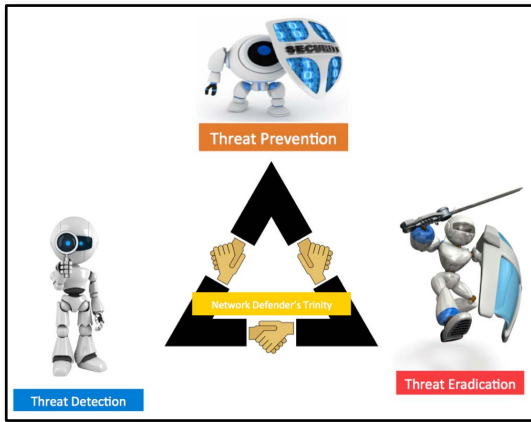 SECURITY
Threat Prevention
Network Defender's Trinity
Threat Detection
Threat Eradication